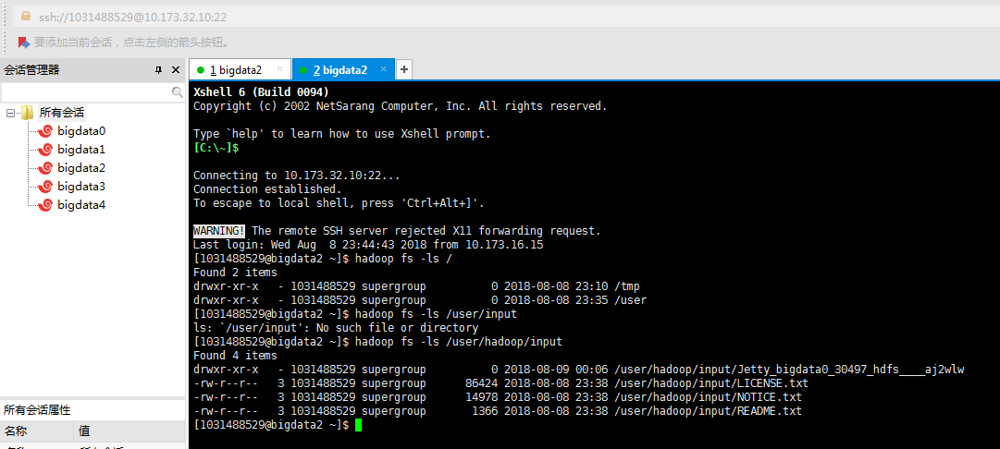 ssh://1031488529@10.173.32.10:22
要添加当前会话，点击左侧的箭头按钮。
会话管理器
1 bigdata2
2 bigdata2
所有会话
bigdata0
bigdata1
bigdata2
bigdata3
bigdata4
Xshell 6 (Build 0094)
Copyright (c) 2002 NetSarang Computer, Inc. All rights reserved.
Type `help' to learn how to use Xshell prompt.
[C:\~]$
Connecting to 10.173.32.10:22...
Connection established.
To escape to local shell, press 'Ctrl+Alt+]'.
WARNING! The remote SSH server rejected X11 forwarding request.
Last login: Wed Aug  8 23:44:43 2018 from 10.173.16.15
[1031488529@bigdata2 ~]$ hadoop fs -ls /
Found 2 items
drwxr-xr-x   - 1031488529 supergroup          0 2018-08-08 23:10 /tmp
drwxr-xr-x   - 1031488529 supergroup          0 2018-08-08 23:35 /user
[1031488529@bigdata2 ~]$ hadoop fs -ls /user/input
ls: `/user/input': No such file or directory
[1031488529@bigdata2 ~]$ hadoop fs -ls /user/hadoop/input
Found 4 items
drwxr-xr-x   - 1031488529 supergroup          0 2018-08-09 00:06 /user/hadoop/input/Jetty_bigdata0_30497_hdfs____aj2wlw
-rw-r--r--   3 1031488529 supergroup      86424 2018-08-08 23:38 /user/hadoop/input/LICENSE.txt
-rw-r--r--   3 1031488529 supergroup      14978 2018-08-08 23:38 /user/hadoop/input/NOTICE.txt
-rw-r--r--   3 1031488529 supergroup       1366 2018-08-08 23:38 /user/hadoop/input/README.txt
[1031488529@bigdata2 ~]$
所有会话属性
名称 值